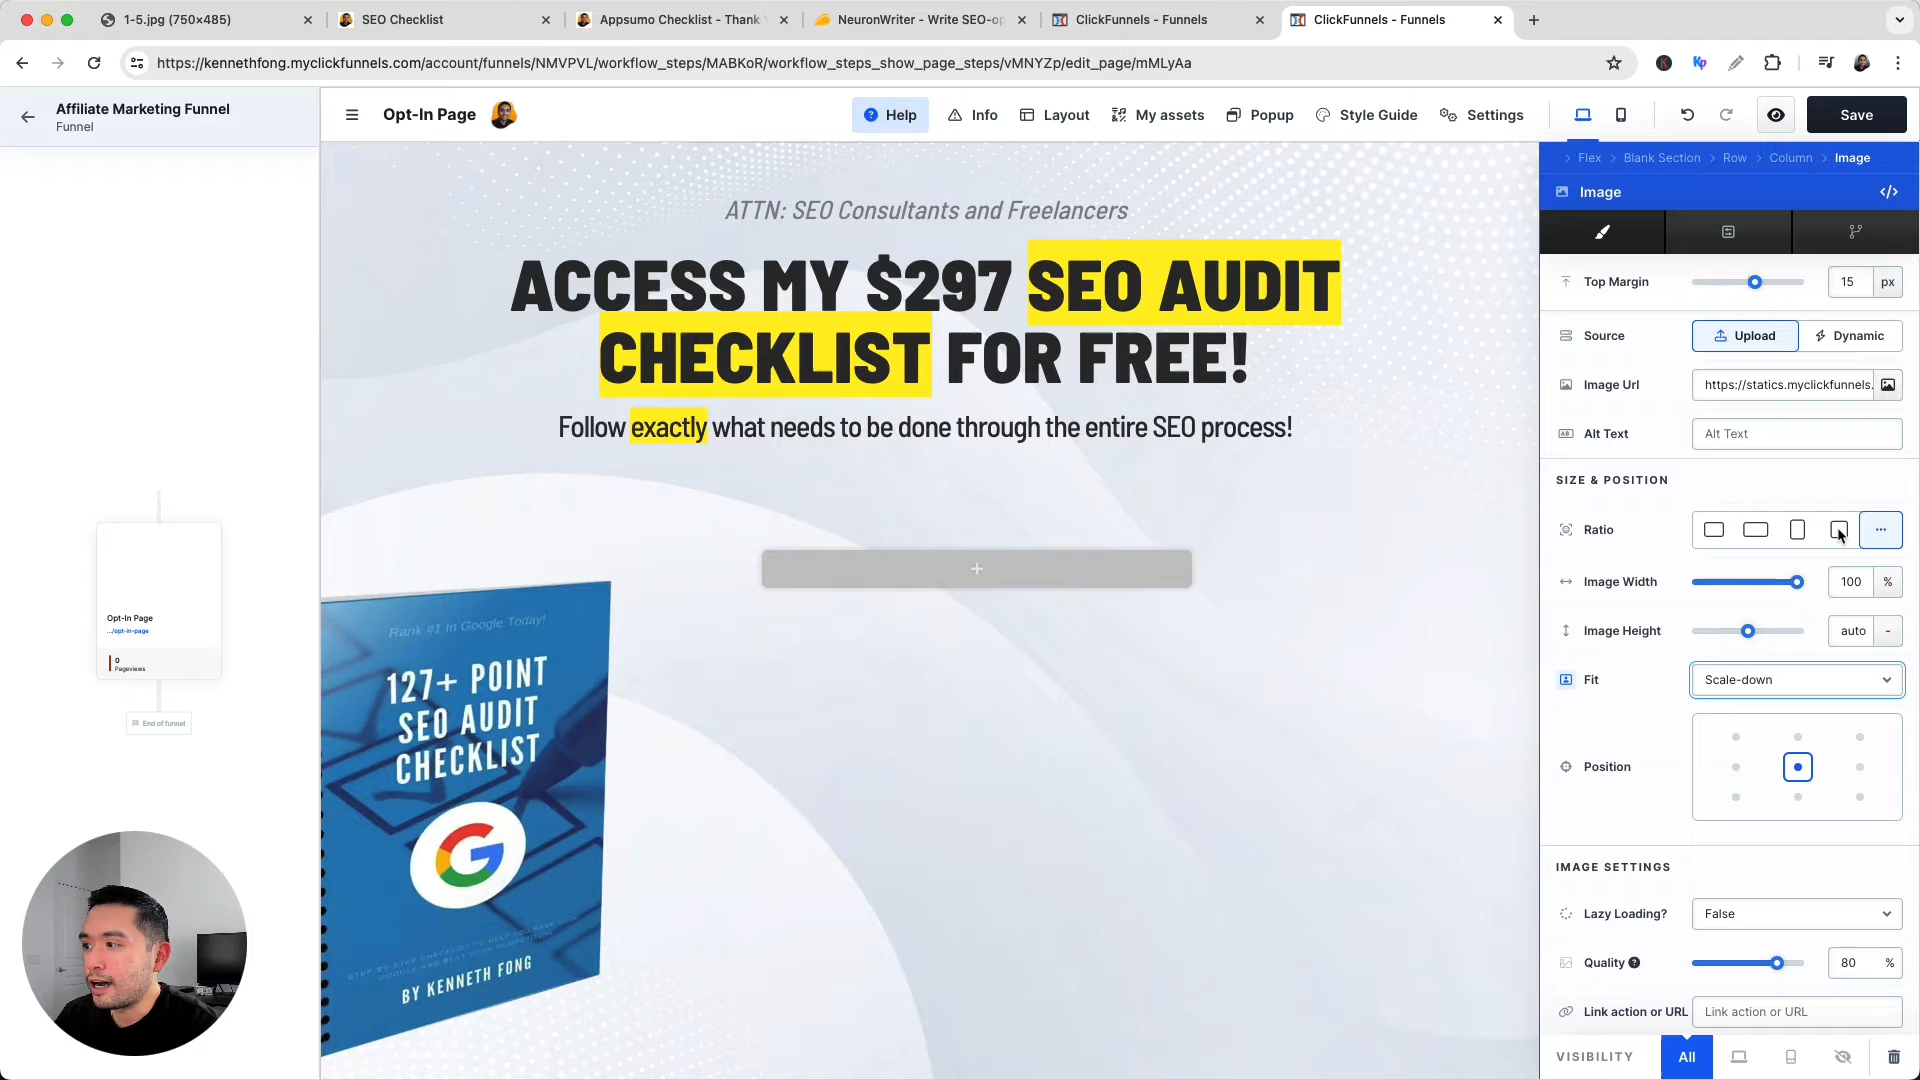 1-5.jpg (750×485)
SEO Checklist
Appsumo Checklist - Thank
NeuronWriter - Write SEO-op
ClickFunnels - Funnels
ClickFunnels - Funnels
https://kennethfong.myclickfunnels.com/account/funnels/NMVPVL/workflow_steps/MABKoR/workflow_steps_show_page_steps/vMNYZp/edit_page/mMLyAa
Affiliate Marketing Funnel
Funnel
Opt-In Page
Help
Info
Layout
My assets
Popup
Style Guide
Settings
Save
Flex > Blank Section > Row > Column > Image
Image
Top Margin 15 px
Source Upload Dynamic
Image Url https://statics.myclickfunnels.
Alt Text Alt Text
SIZE & POSITION
Ratio
Image Width 100 %
Image Height auto -
Fit Scale-down
Position
IMAGE SETTINGS
Lazy Loading? False
Quality 80 %
Link action or URL Link action or URL
VISIBILITY All
ATTN: SEO Consultants and Freelancers
ACCESS MY $297 SEO AUDIT
CHECKLIST FOR FREE!
Follow exactly what needs to be done through the entire SEO process!
Rank #1 In Google Today!
127+ POINT
SEO AUDIT
CHECKLIST
G
BY KENNETH FONG
Opt-In Page
.../opt-in-page
0
Pageviews
End of funnel